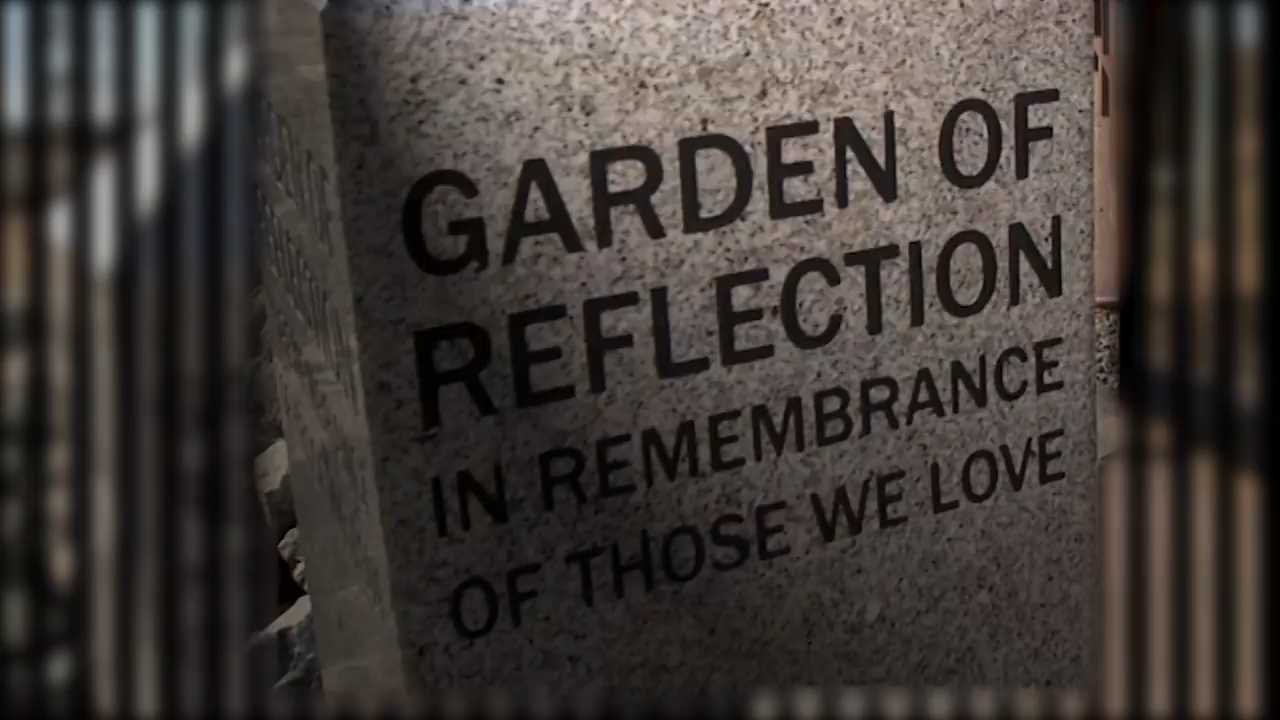 GARDEN OF
REFLECTION
IN REMEMBRANCE
OF THOSE WE LOVE